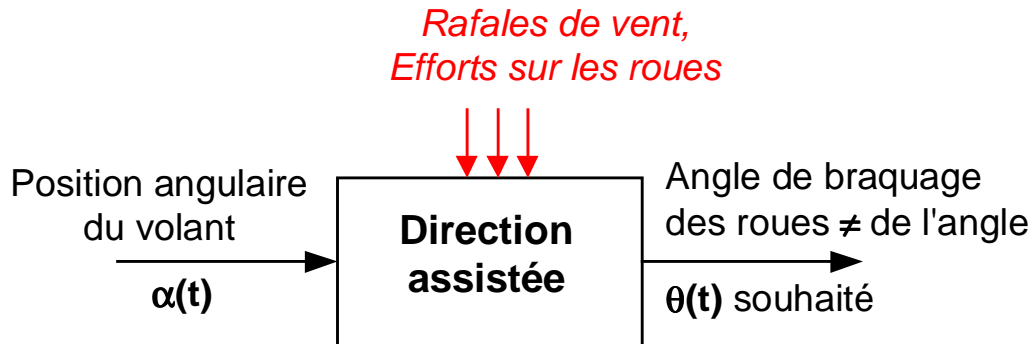 Rafales de vent,
Efforts sur les roues
Position angulaire
du volant
α(t)
Direction
assistée
Angle de braquage
des roues ≠ de l'angle
θ(t) souhaité